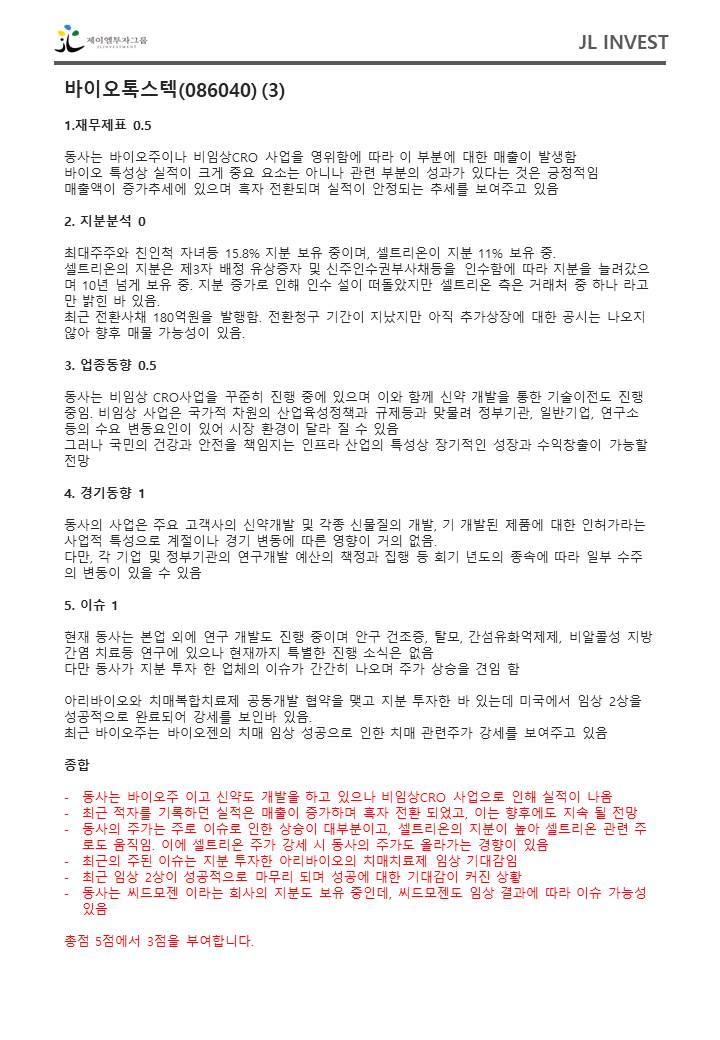 제이엘투자그룹
JL INVESTMENT
JL INVEST
바이오톡스텍(086040) (3)
1.재무제표 0.5
동사는 바이오주이나 비임상CRO 사업을 영위함에 따라 이 부분에 대한 매출이 발생함
바이오 특성상 실적이 크게 중요 요소는 아니나 관련 부분의 성과가 있다는 것은 긍정적임
매출액이 증가추세에 있으며 흑자 전환되며 실적이 안정되는 추세를 보여주고 있음
2. 지분분석 0
최대주주와 친인척 자녀등 15.8% 지분 보유 중이며, 셀트리온이 지분 11% 보유 중.
셀트리온의 지분은 제3자 배정 유상증자 및 신주인수권부사채등을 인수함에 따라 지분을 늘려갔으
며 10년 넘게 보유 중. 지분 증가로 인해 인수 설이 떠돌았지만 셀트리온 측은 거래처 중 하나 라고
만 밝힌 바 있음.
최근 전환사채 180억원을 발행함. 전환청구 기간이 지났지만 아직 추가상장에 대한 공시는 나오지
않아 향후 매물 가능성이 있음.
3. 업종동향 0.5
동사는 비임상 CRO사업을 꾸준히 진행 중에 있으며 이와 함께 신약 개발을 통한 기술이전도 진행
중임. 비임상 사업은 국가적 차원의 산업육성정책과 규제등과 맞물려 정부기관, 일반기업, 연구소
등의 수요 변동요인이 있어 시장 환경이 달라 질 수 있음
그러나 국민의 건강과 안전을 책임지는 인프라 산업의 특성상 장기적인 성장과 수익창출이 가능할
전망
4. 경기동향 1
동사의 사업은 주요 고객사의 신약개발 및 각종 신물질의 개발, 기 개발된 제품에 대한 인허가라는
사업적 특성으로 계절이나 경기 변동에 따른 영향이 거의 없음.
다만, 각 기업 및 정부기관의 연구개발 예산의 책정과 집행 등 회기 년도의 종속에 따라 일부 수주
의 변동이 있을 수 있음
5. 이슈 1
현재 동사는 본업 외에 연구 개발도 진행 중이며 안구 건조증, 탈모, 간섬유화억제제, 비알콜성 지방
간염 치료등 연구에 있으나 현재까지 특별한 진행 소식은 없음
다만 동사가 지분 투자 한 업체의 이슈가 간간히 나오며 주가 상승을 견임 함
아리바이오와 치매복합치료제 공동개발 협약을 맺고 지분 투자한 바 있는데 미국에서 임상 2상을
성공적으로 완료되어 강세를 보인바 있음.
최근 바이오주는 바이오젠의 치매 임상 성공으로 인한 치매 관련주가 강세를 보여주고 있음
종합
- 동사는 바이오주 이고 신약도 개발을 하고 있으나 비임상CRO 사업으로 인해 실적이 나옴
- 최근 적자를 기록하던 실적은 매출이 증가하며 흑자 전환 되었고, 이는 향후에도 지속 될 전망
- 동사의 주가는 주로 이슈로 인한 상승이 대부분이고, 셀트리온의 지분이 높아 셀트리온 관련 주
로도 움직임. 이에 셀트리온 주가 강세 시 동사의 주가도 올라가는 경향이 있음
- 최근의 주된 이슈는 지분 투자한 아리바이오의 치매치료제 임상 기대감임
- 최근 임상 2상이 성공적으로 마무리 되며 성공에 대한 기대감이 커진 상황
- 동사는 씨드모젠 이라는 회사의 지분도 보유 중인데, 씨드모젠도 임상 결과에 따라 이슈 가능성
있음
총점 5점에서 3점을 부여합니다.